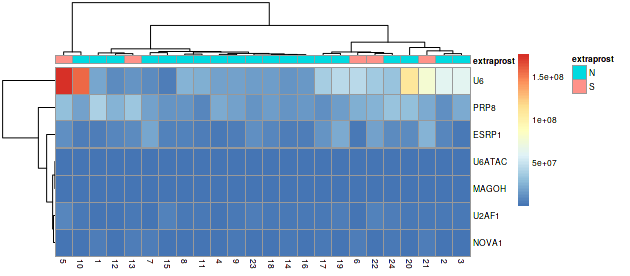 extraprost
extraprost
N
S
U6
PRP8
ESRP1
U6ATAC
MAGOH
U2AF1
NOVA1
1.5e+08
1e+08
5e+07
5 10 1 12 13 7 15 8 11 4 9 23 18 14 16 17 19 6 22 24 20 21 2 3